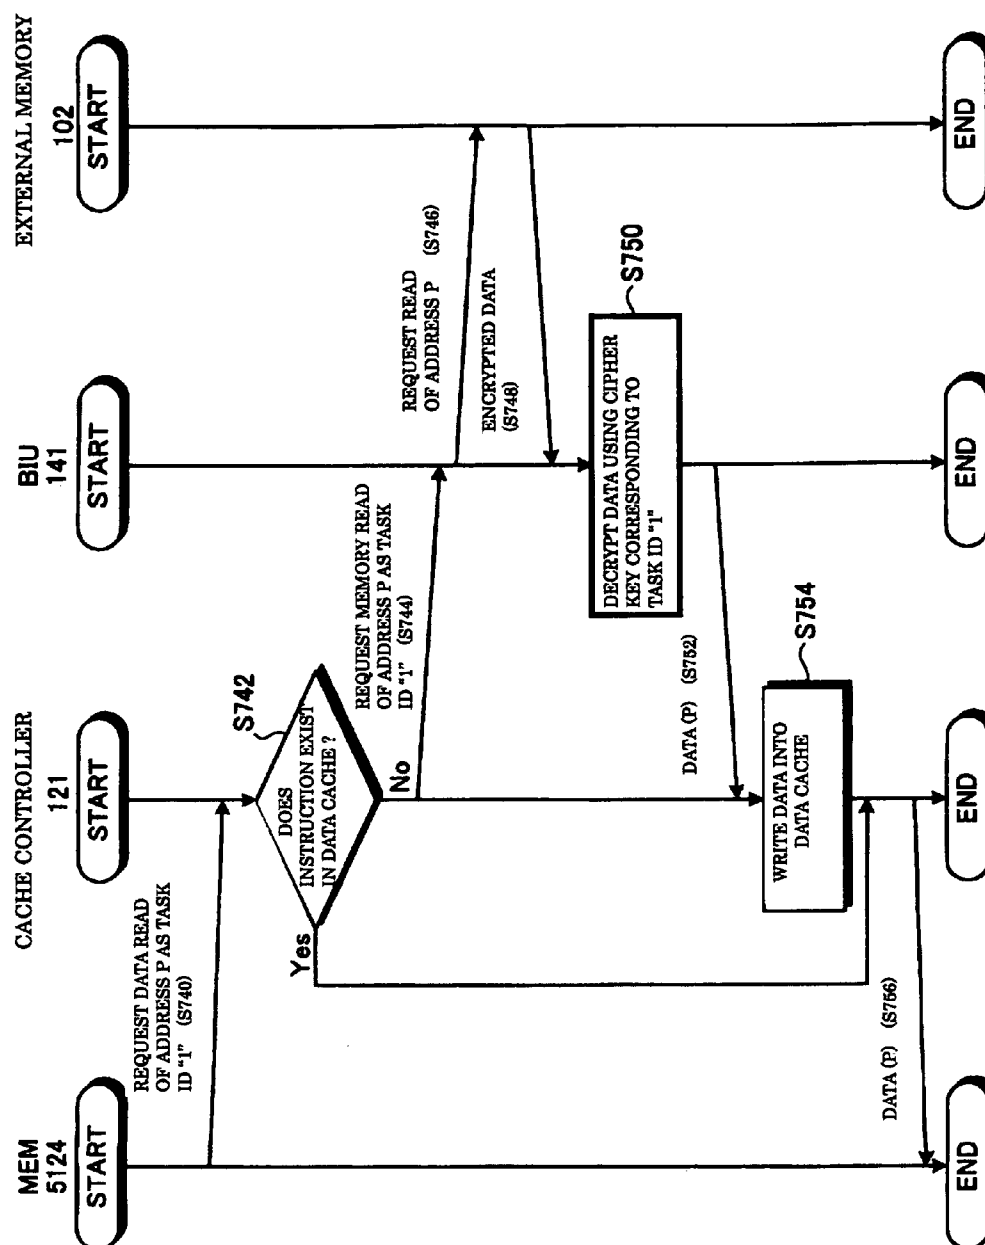 EXTERNAL MEMORY
102
START
BIU
141
START
CACHE CONTROLLER
121
START
MEM
5124
START
REQUEST DATA READ
OF ADDRESS P AS TASK
ID "1" (S740)
S742
DOES
INSTRUCTION EXIST
IN DATA CACHE ?
Yes
No
REQUEST MEMORY READ
OF ADDRESS P AS TASK
ID "1" (S744)
REQUEST READ
OF ADDRESS P (S746)
ENCRYPTED DATA
(S748)
S750
DECRYPT DATA USING CIPHER
KEY CORRESPONDING TO
TASK ID "1"
DATA (P) (S752)
S754
WRITE DATA INTO
DATA CACHE
DATA (P) (S756)
END
END
END
END